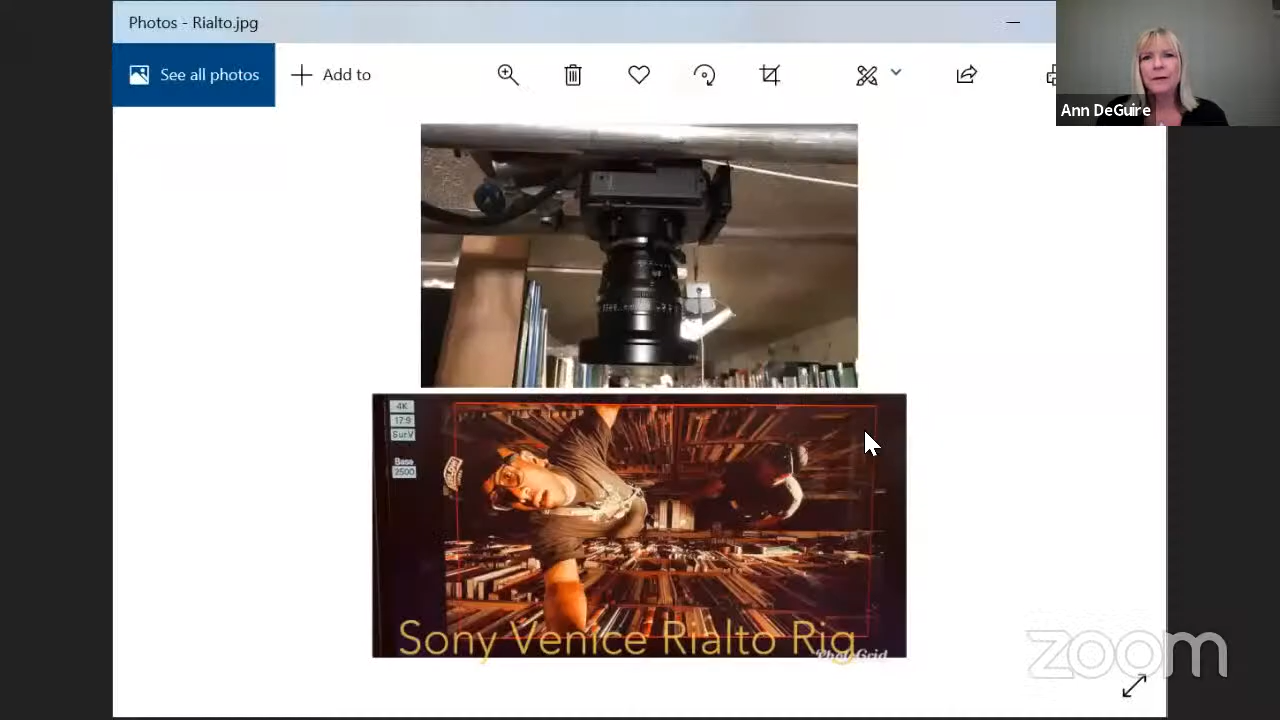 Photos - Rialto.jpg
See all photos
Add to
Ann DeGuire
4K
17:9
SurV
Base
2500
Sony Venice Rialto Rig
PhotoGrid
zoom